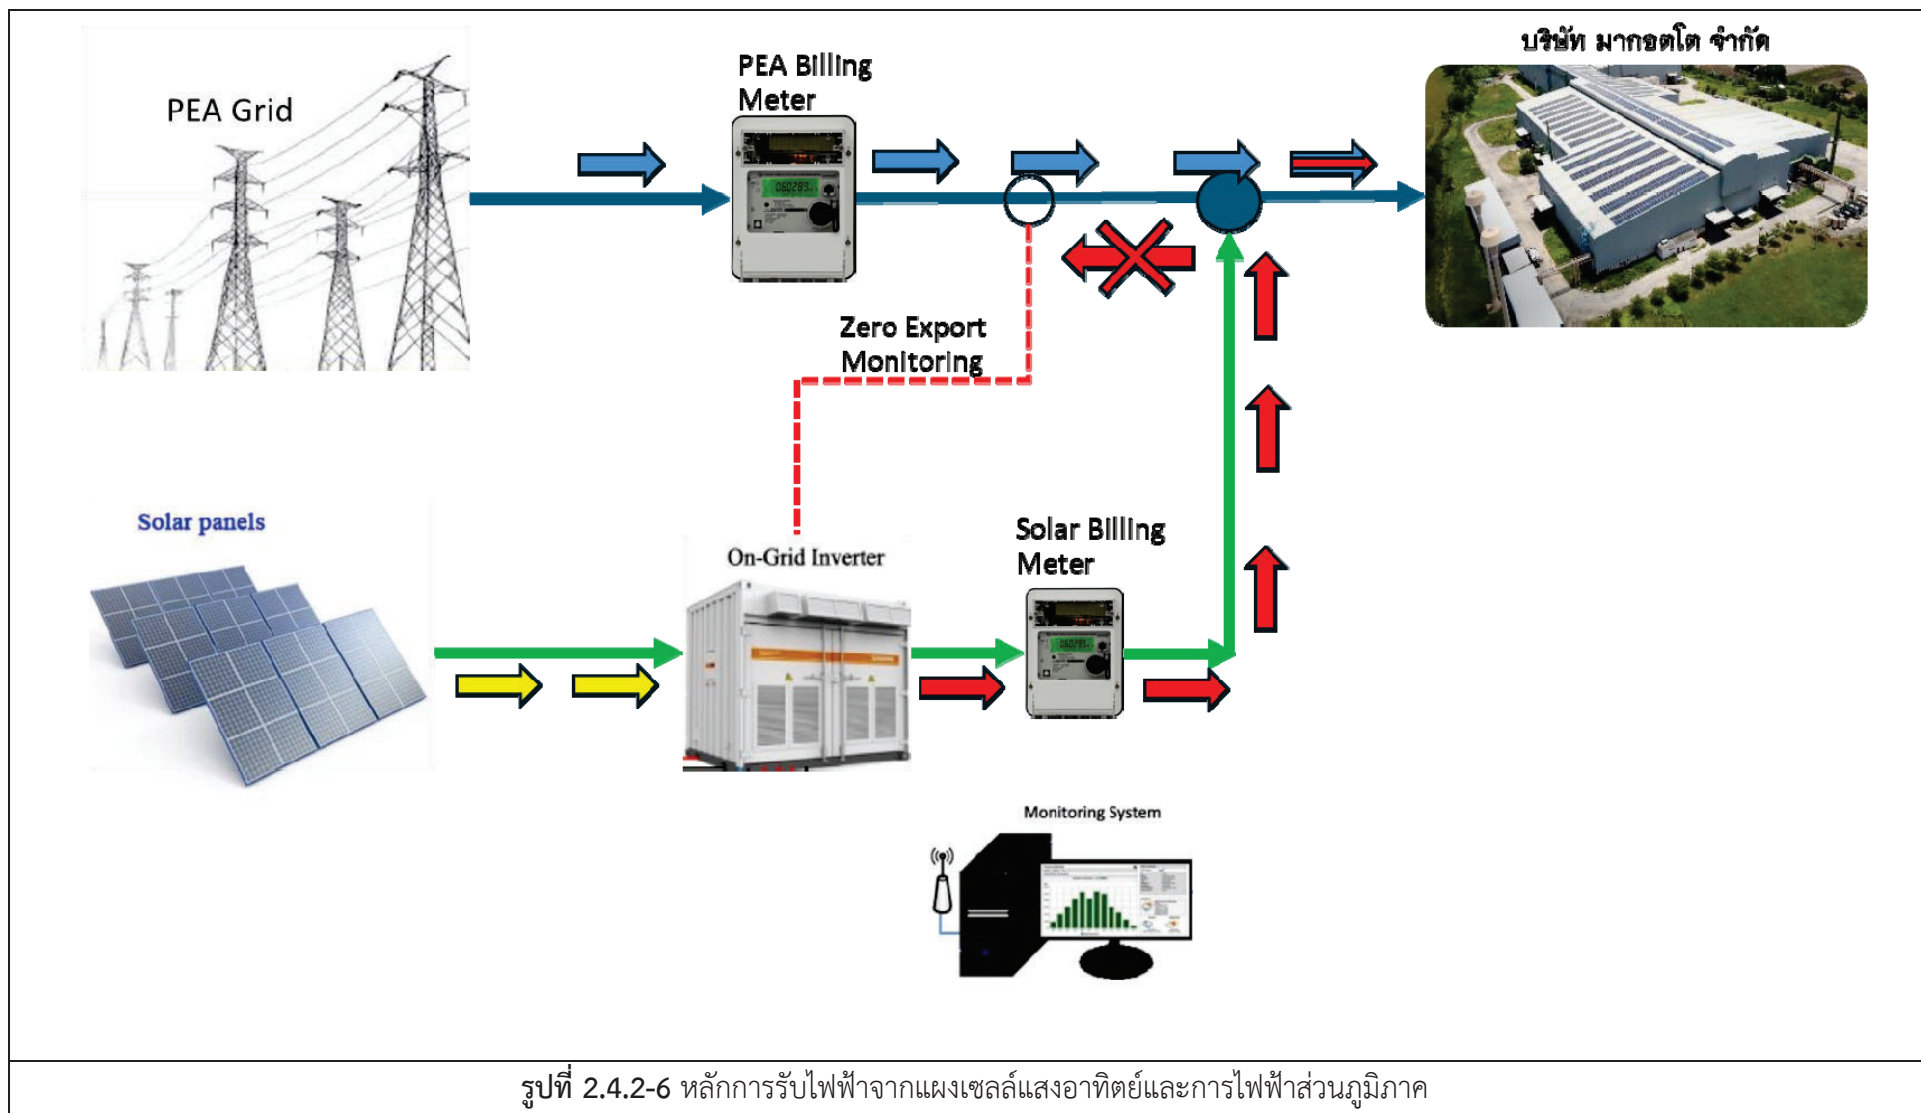 บริษัท มากอตโต จำกัด
PEA Billing
Meter
PEA Grid
Zero Export
Monitoring
Solar panels
On-Grid Inverter
Solar Billing
Meter
Monitoring System
รูปที่ 2.4.2-6 หลักการรับไฟฟ้าจากแผงเซลล์แสงอาทิตย์และการไฟฟ้าส่วนภูมิภาค